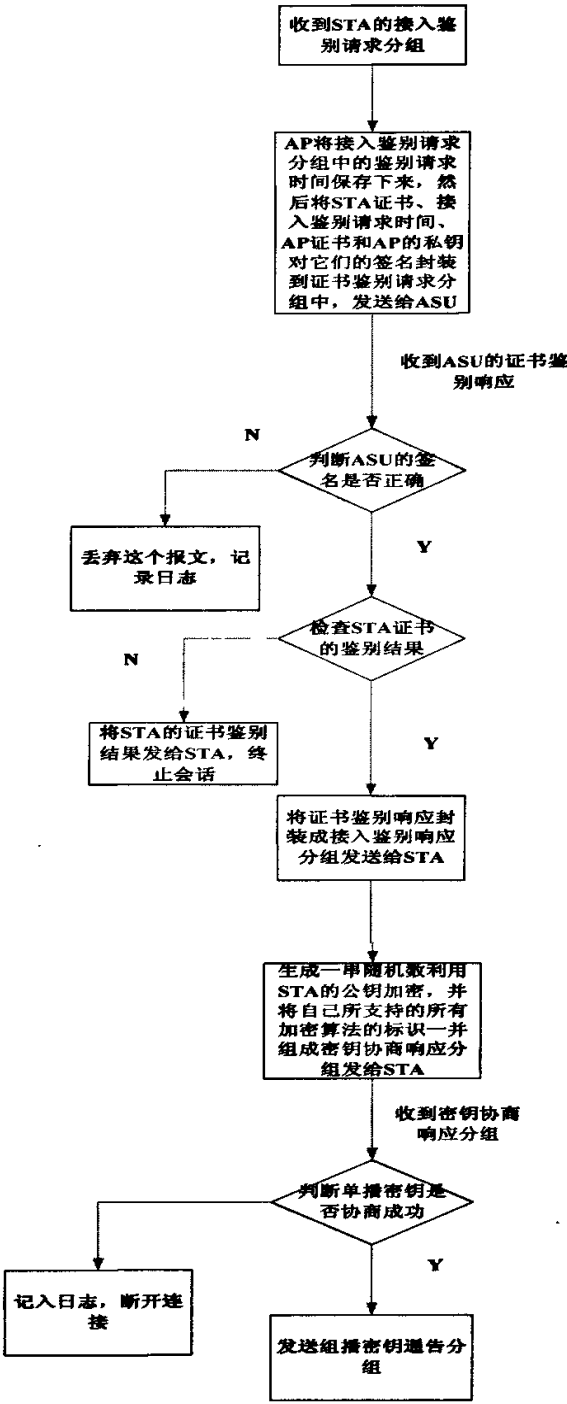 收到STA的接入鉴
别请求分组
AP将接入鉴别请求
分组中的鉴别请求
时间保存下来，然
后将STA证书、接
入鉴别请求时间、
AP证书和AP的私钥
对它们的签名封装
到证书鉴别请求分
组中，发送给ASU
收到ASU的证书鉴
别响应
N
判断ASU的签
名是否正确
丢弃这个报文，记
录日志
Y
检查STA证书
的鉴别结果
N
将STA的证书鉴别
结果发给STA，终
止会话
Y
将证书鉴别响应封
装成接入鉴别响应
分组发送给STA
生成一串随机数利用
STA的公钥加密，并
将自己所支持的所有
加密算法的标识一并
组成密钥协商响应分
组发给STA
收到密钥协商
响应分组
判断单播密钥是
否协商成功
Y
记入日志，断开连
接
发送组播密钥通告分
组